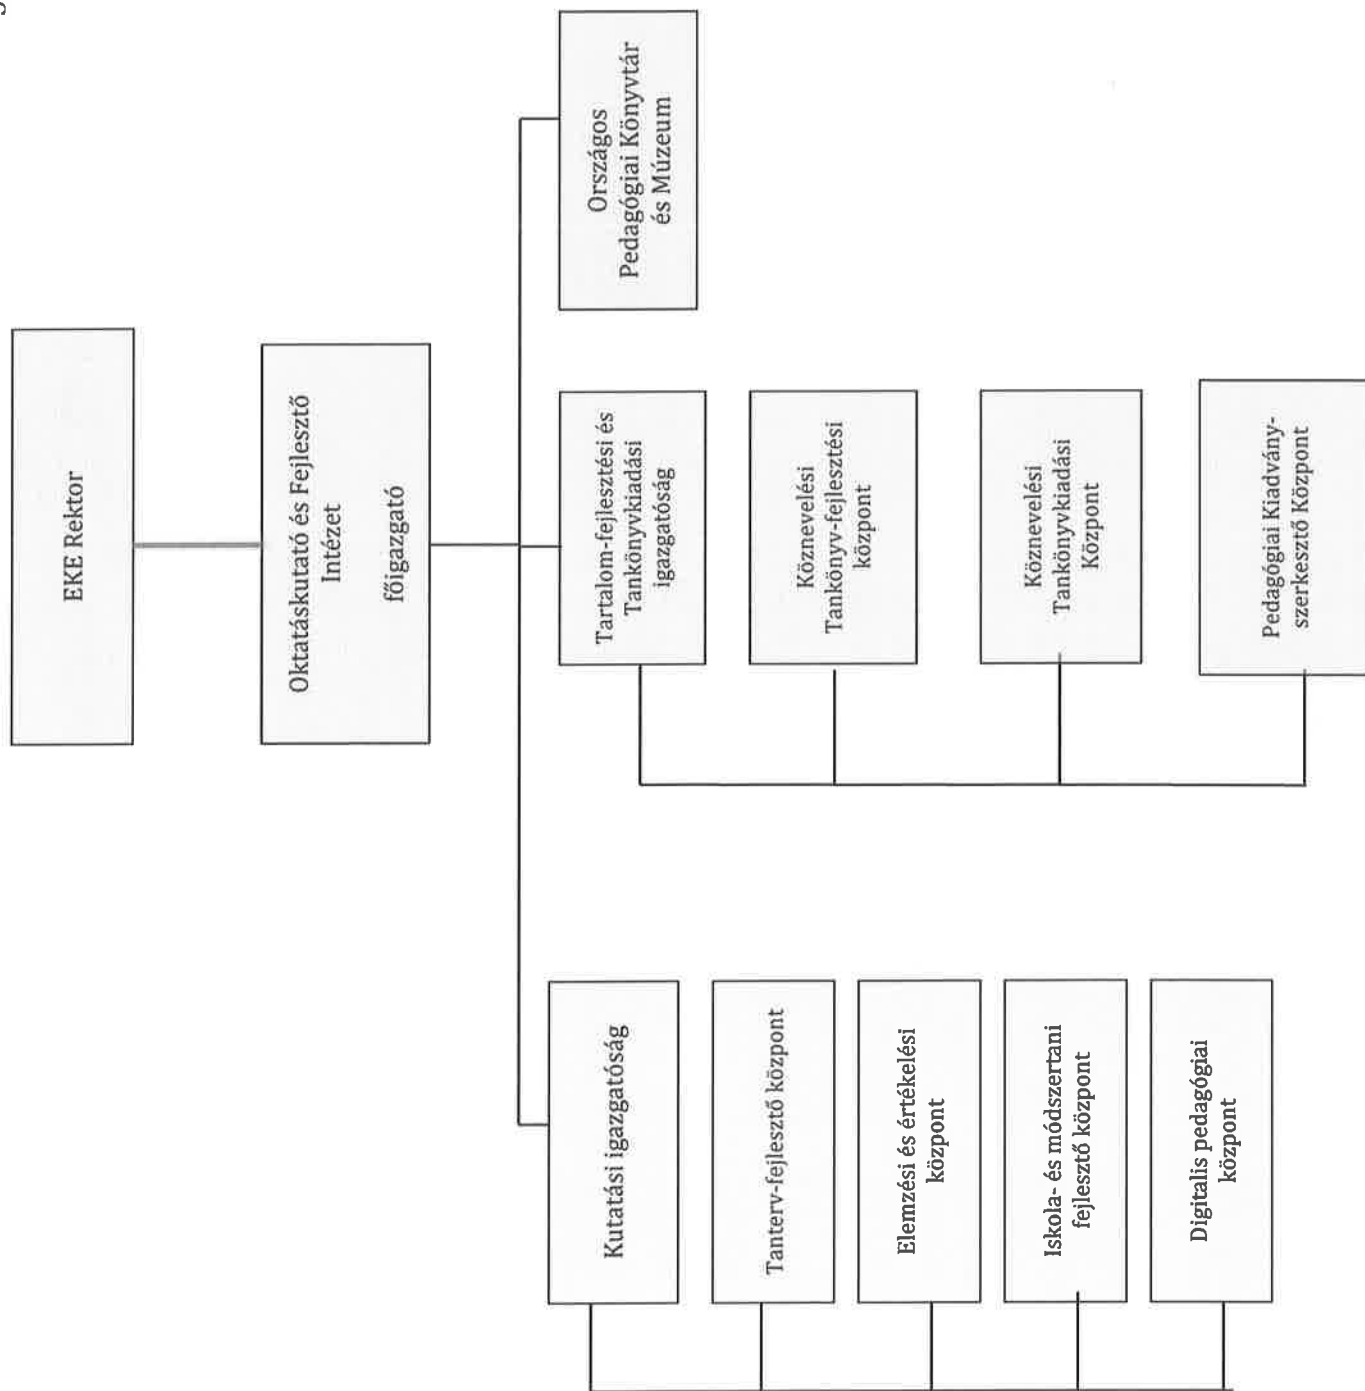 EKE Rektor
Oktatáskutató és Fejlesztő
Intézet
főigazgató
Kutatási igazgatóság
Tanterv-fejlesztő központ
Elemzési és értékelési
központ
Iskola- és módszertani
fejlesztő központ
Digitalis pedagógiai
központ
Tartalom-fejlesztési és
Tankönyvkiadási
igazgatóság
Köznevelési
Tankönyv-fejlesztési
központ
Köznevelési
Tankönyvkiadási
Központ
Pedagógiai Kiadvány-
szerkesztő Központ
Országos
Pedagógiai Könyvtár
és Múzeum